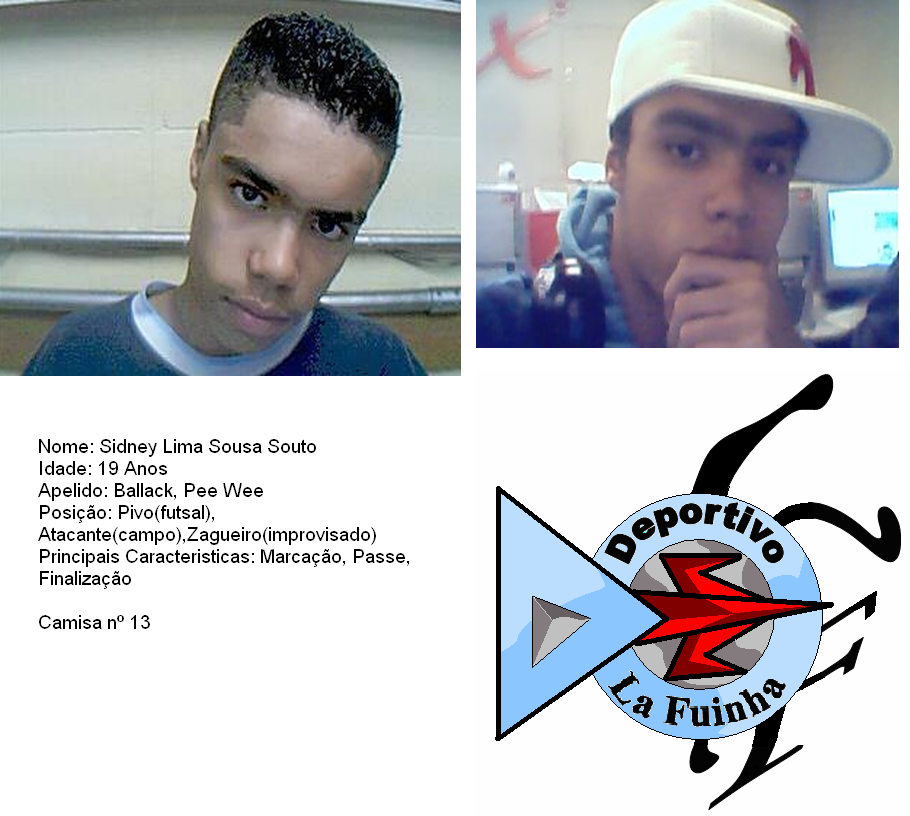 Nome: Sidney Lima Sousa Souto
Idade: 19 Anos
Apelido: Ballack, Pee Wee
Posição: Pivo(futsal),
Atacante(campo),Zagueiro(improvisado)
Principais Caracteristicas: Marcação, Passe,
Finalização
Camisa nº 13
Deportivo
La Fuinha